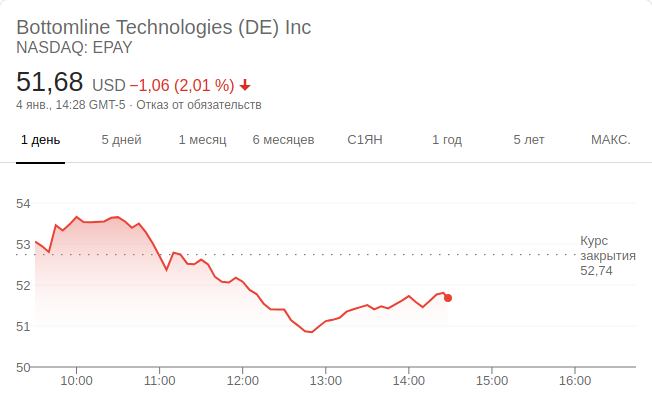 Bottomline Technologies (DE) Inc
NASDAQ: EPAY
51,68 USD −1,06 (2,01 %)
4 янв., 14:28 GMT-5 · Отказ от обязательств
1 день 5 дней 1 месяц 6 месяцев С1ЯН 1 год 5 лет МАКС.
54
53
52
51
50
Курс
закрытия
52,74
10:00 11:00 12:00 13:00 14:00 15:00 16:00